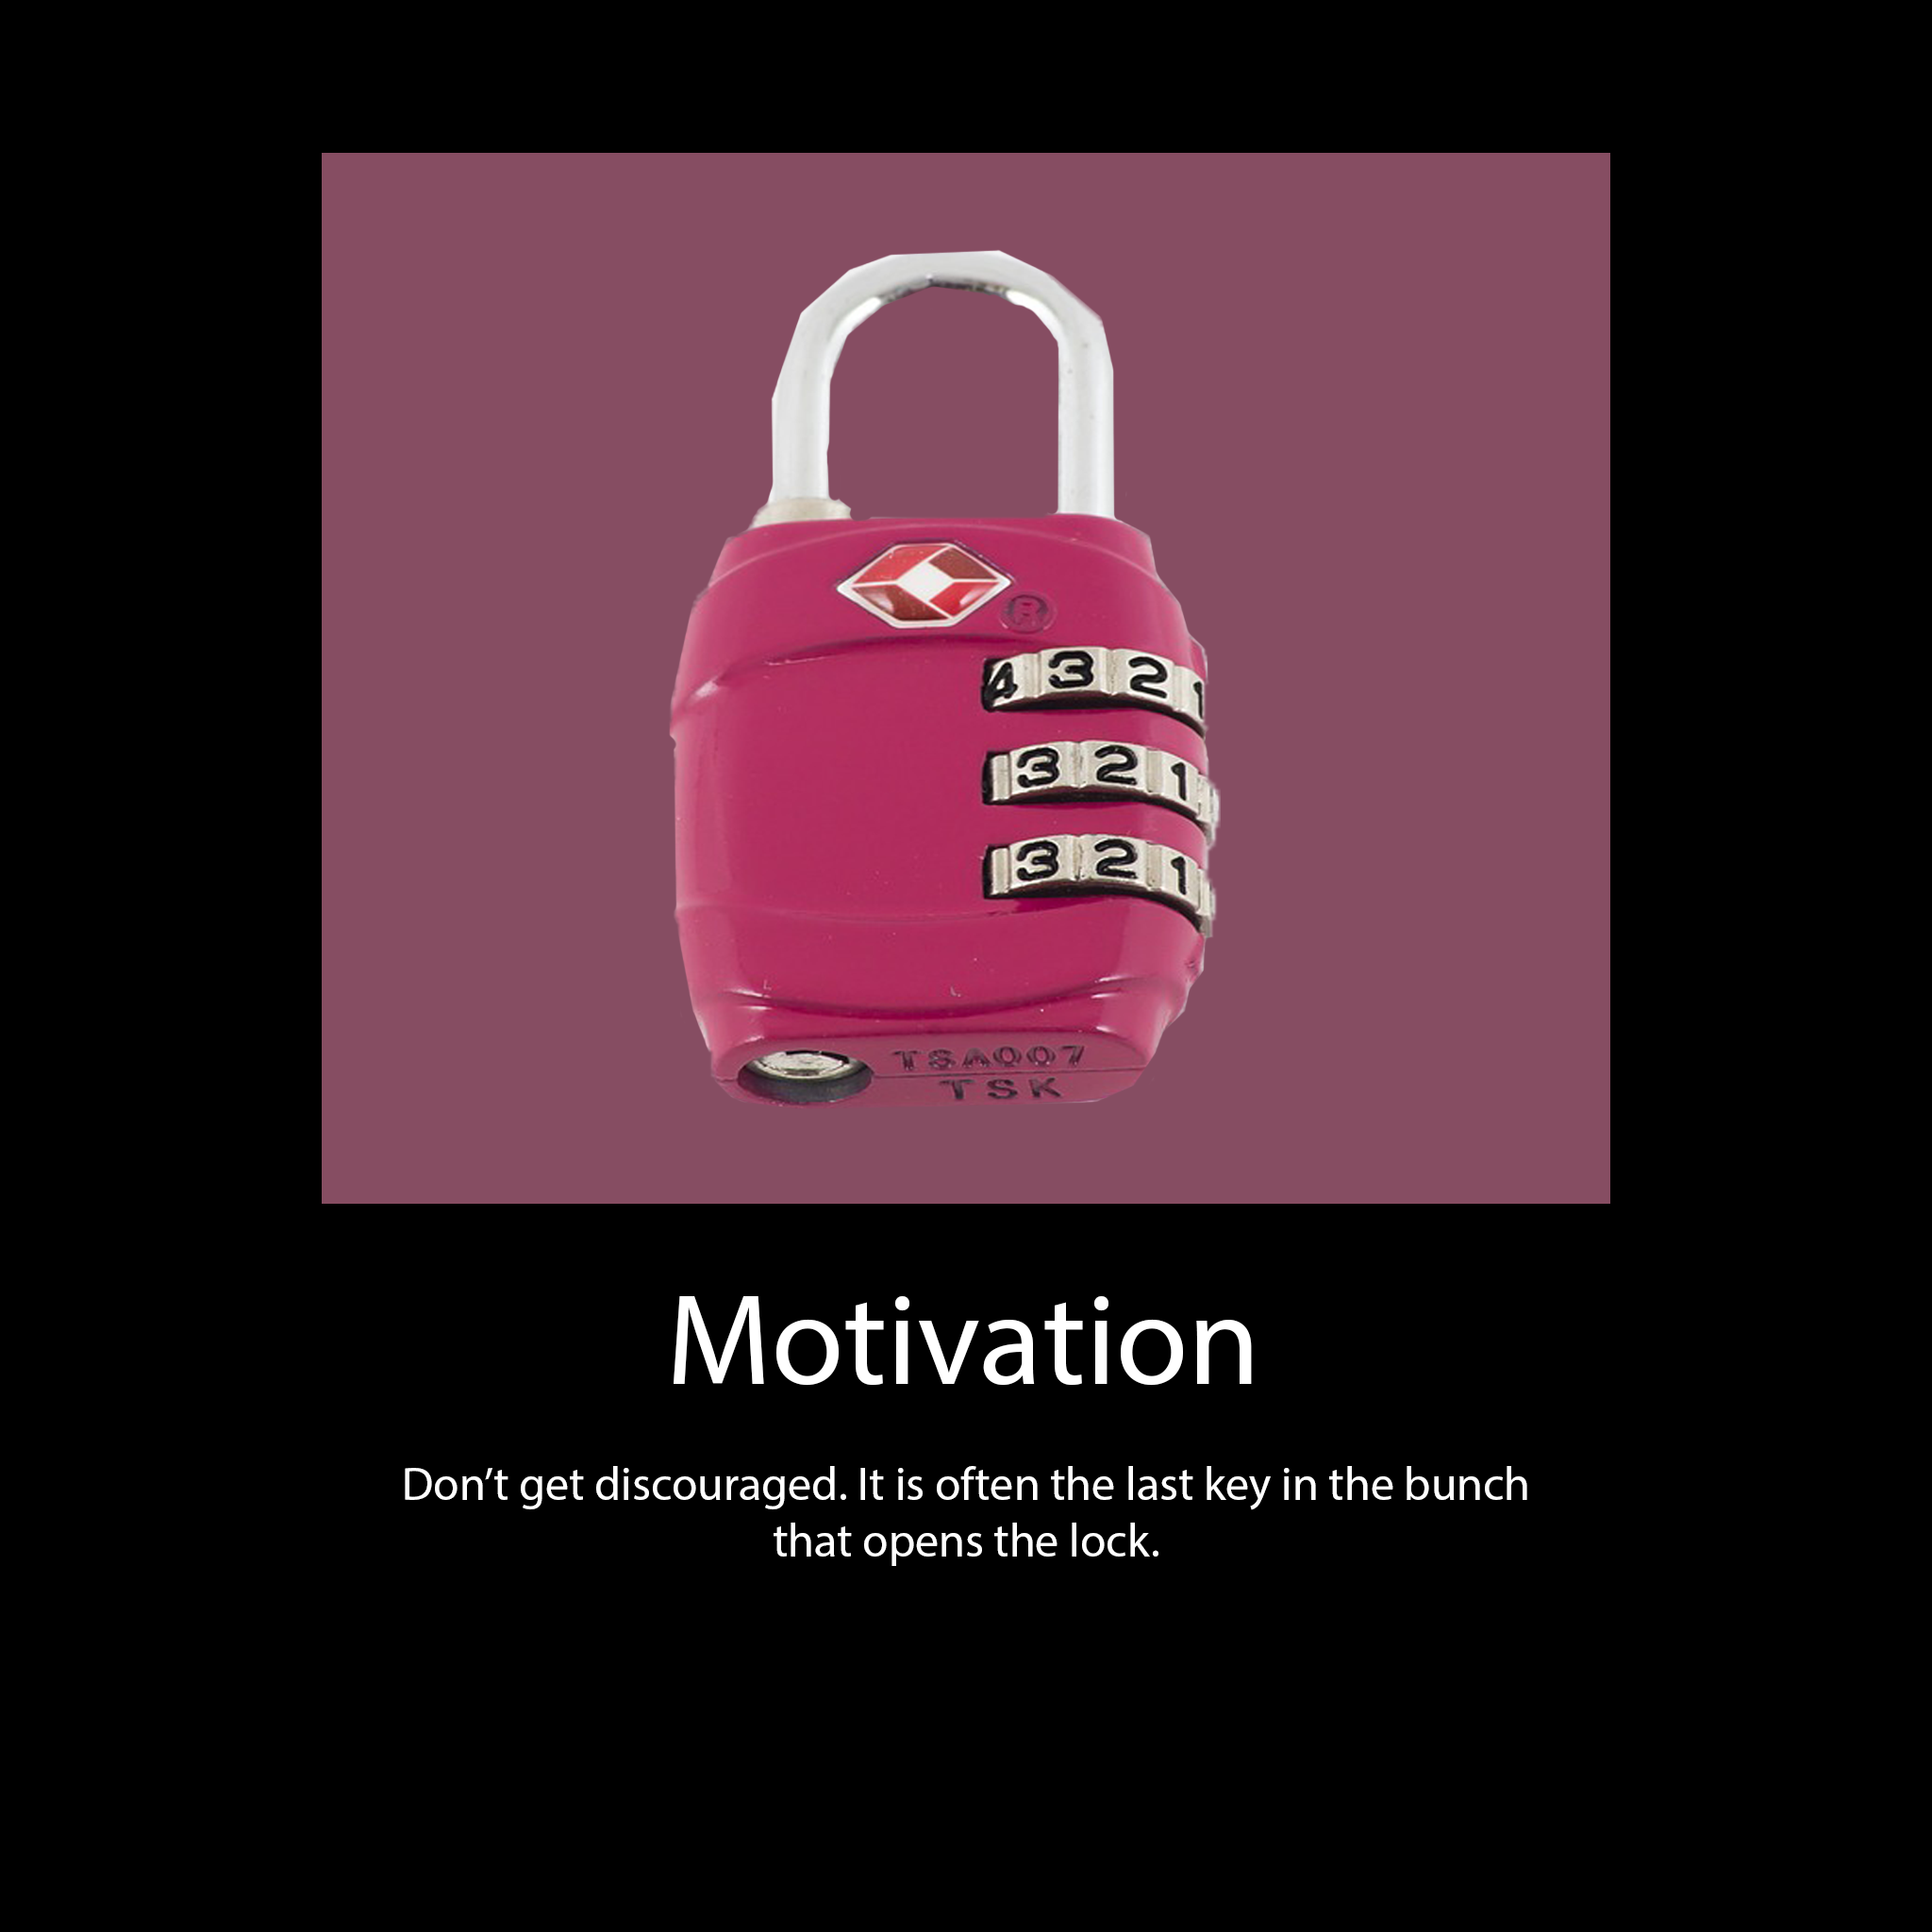 ®
4 3 2 1
3 2 1
3 2 1
TSA007
TSK
Motivation
Don’t get discouraged. It is often the last key in the bunch
that opens the lock.